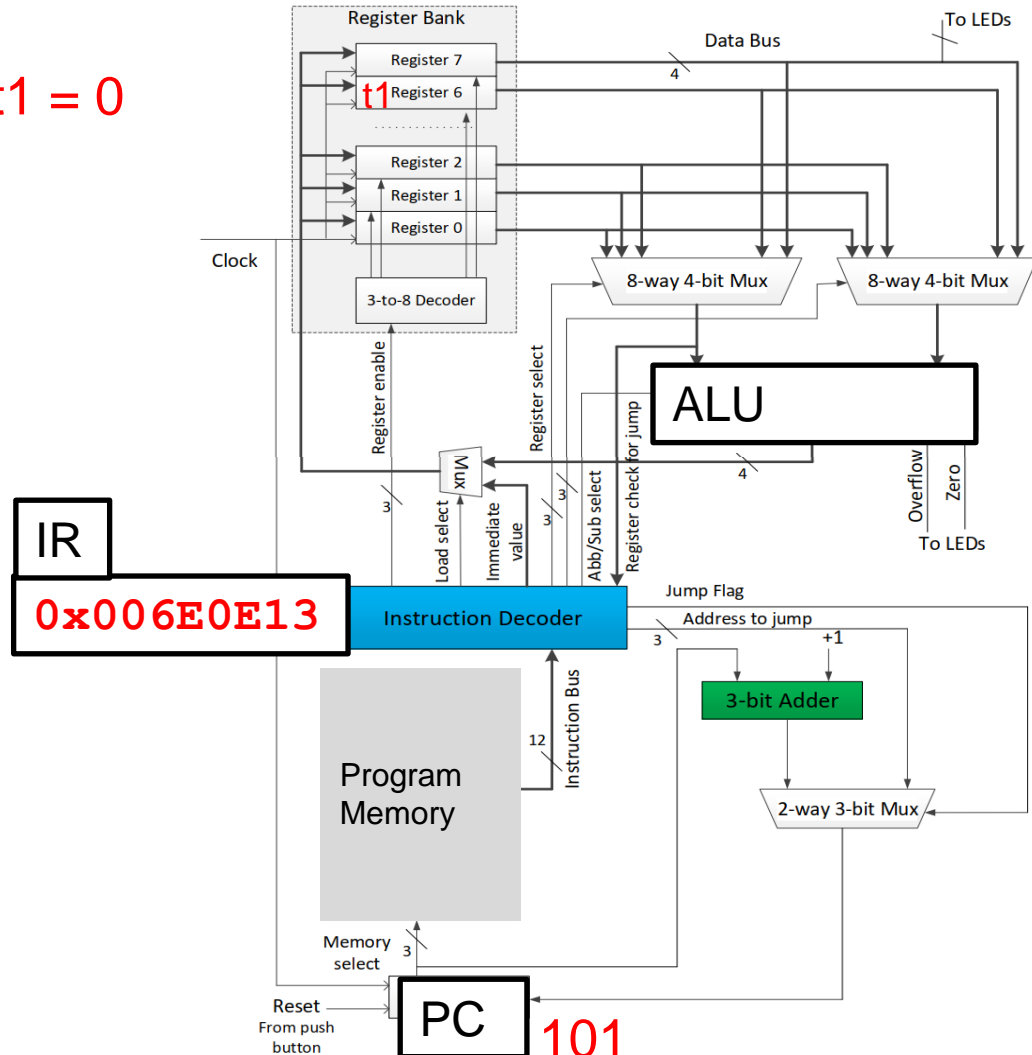 Register Bank
To LEDs
Data Bus
t1 = 0
Register 7
4
t1
Register 6
............
Register 2
Register 1
Register 0
Clock
8-way 4-bit Mux
8-way 4-bit Mux
3-to-8 Decoder
Register enable
Register select
ALU
Mux
3
3
3
4
Load select
Immediate
value
Abb/Sub select
Register check for jump
Overflow
Zero
To LEDs
IR
0x006E0E13
Instruction Decoder
Jump Flag
Address to jump
3
+1
3-bit Adder
12
Instruction Bus
Program
Memory
2-way 3-bit Mux
Memory
select
3
Reset
From push
button
PC
101